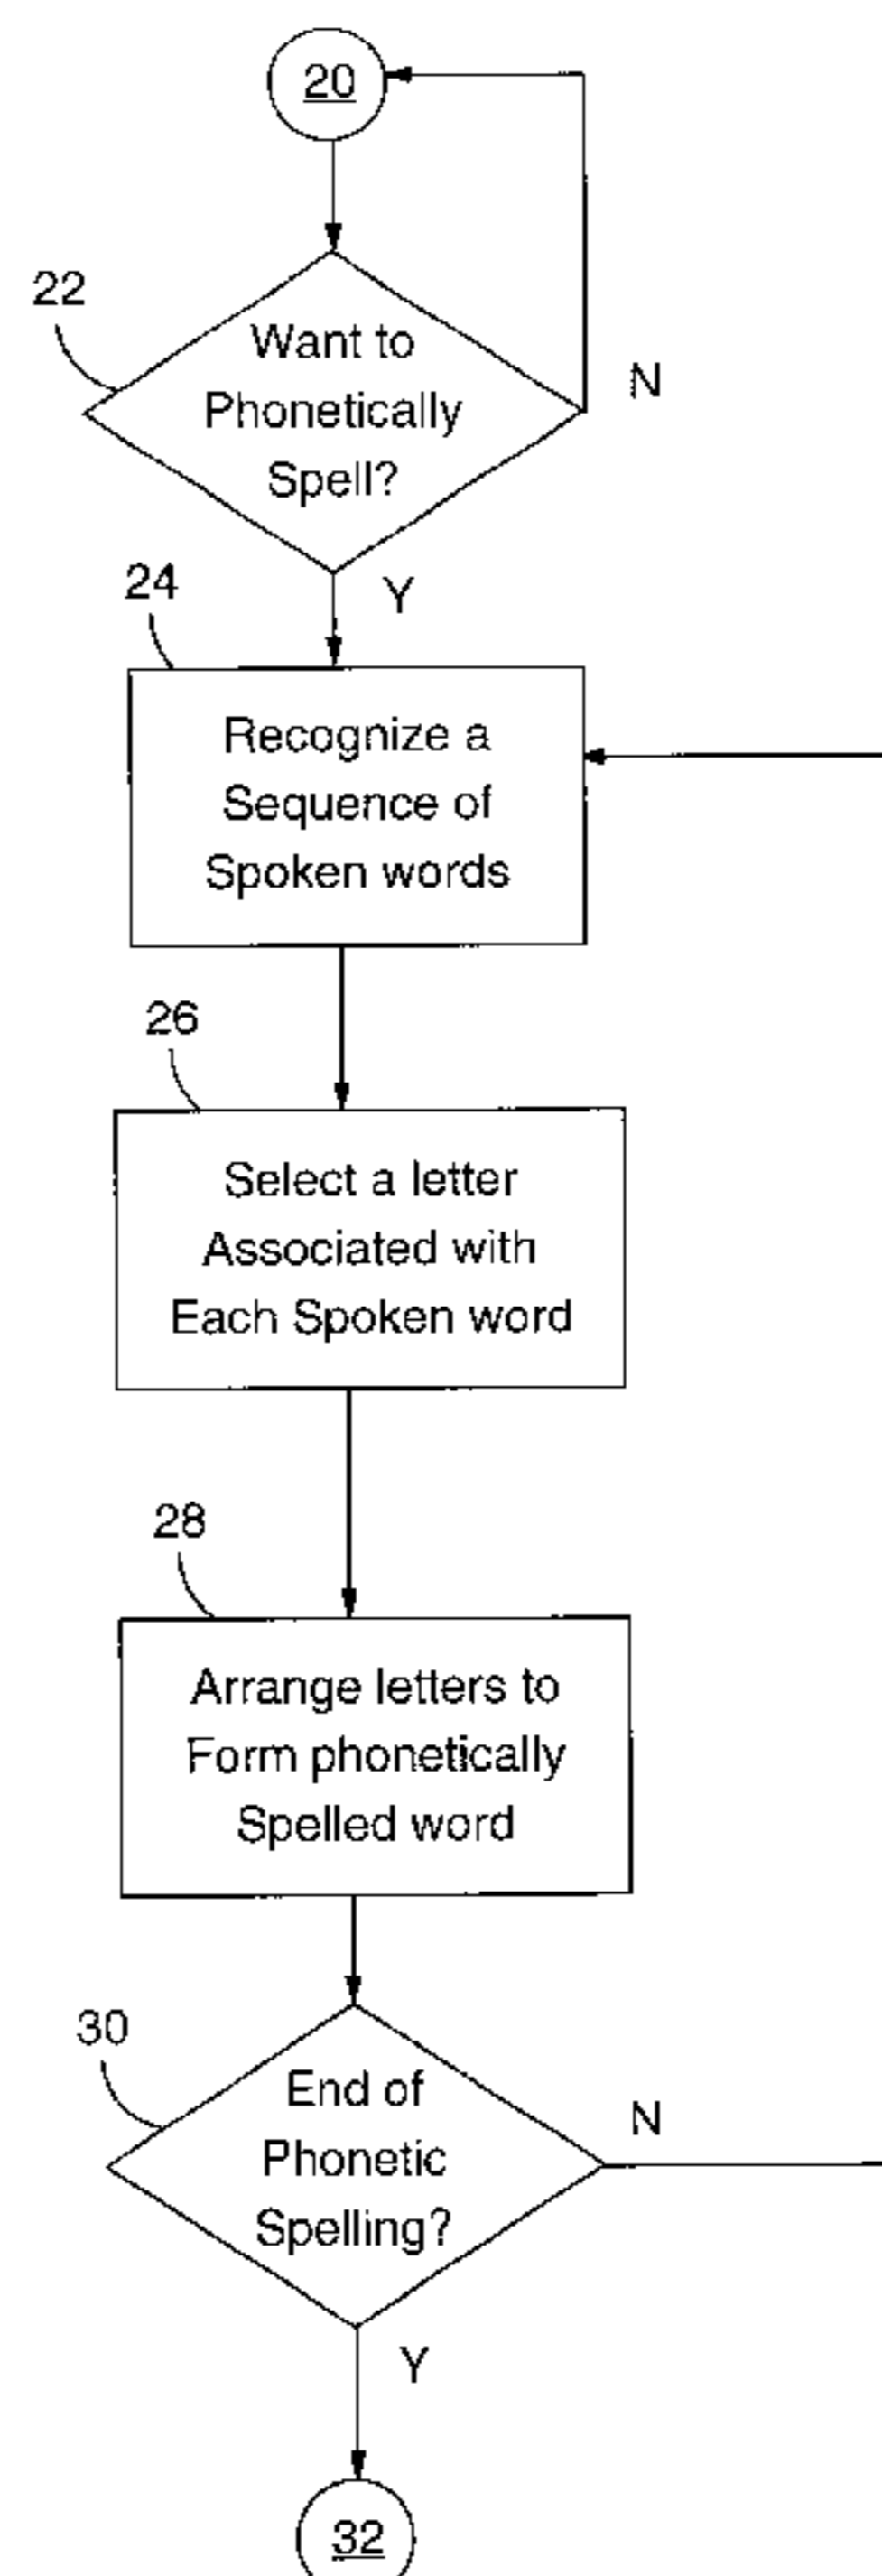 20
22
Want to
Phonetically
Spell?
N
24
Y
Recognize a
Sequence of
Spoken words
26
Select a letter
Associated with
Each Spoken word
28
Arrange letters to
Form phonetically
Spelled word
30
End of
Phonetic
Spelling?
N
Y
32